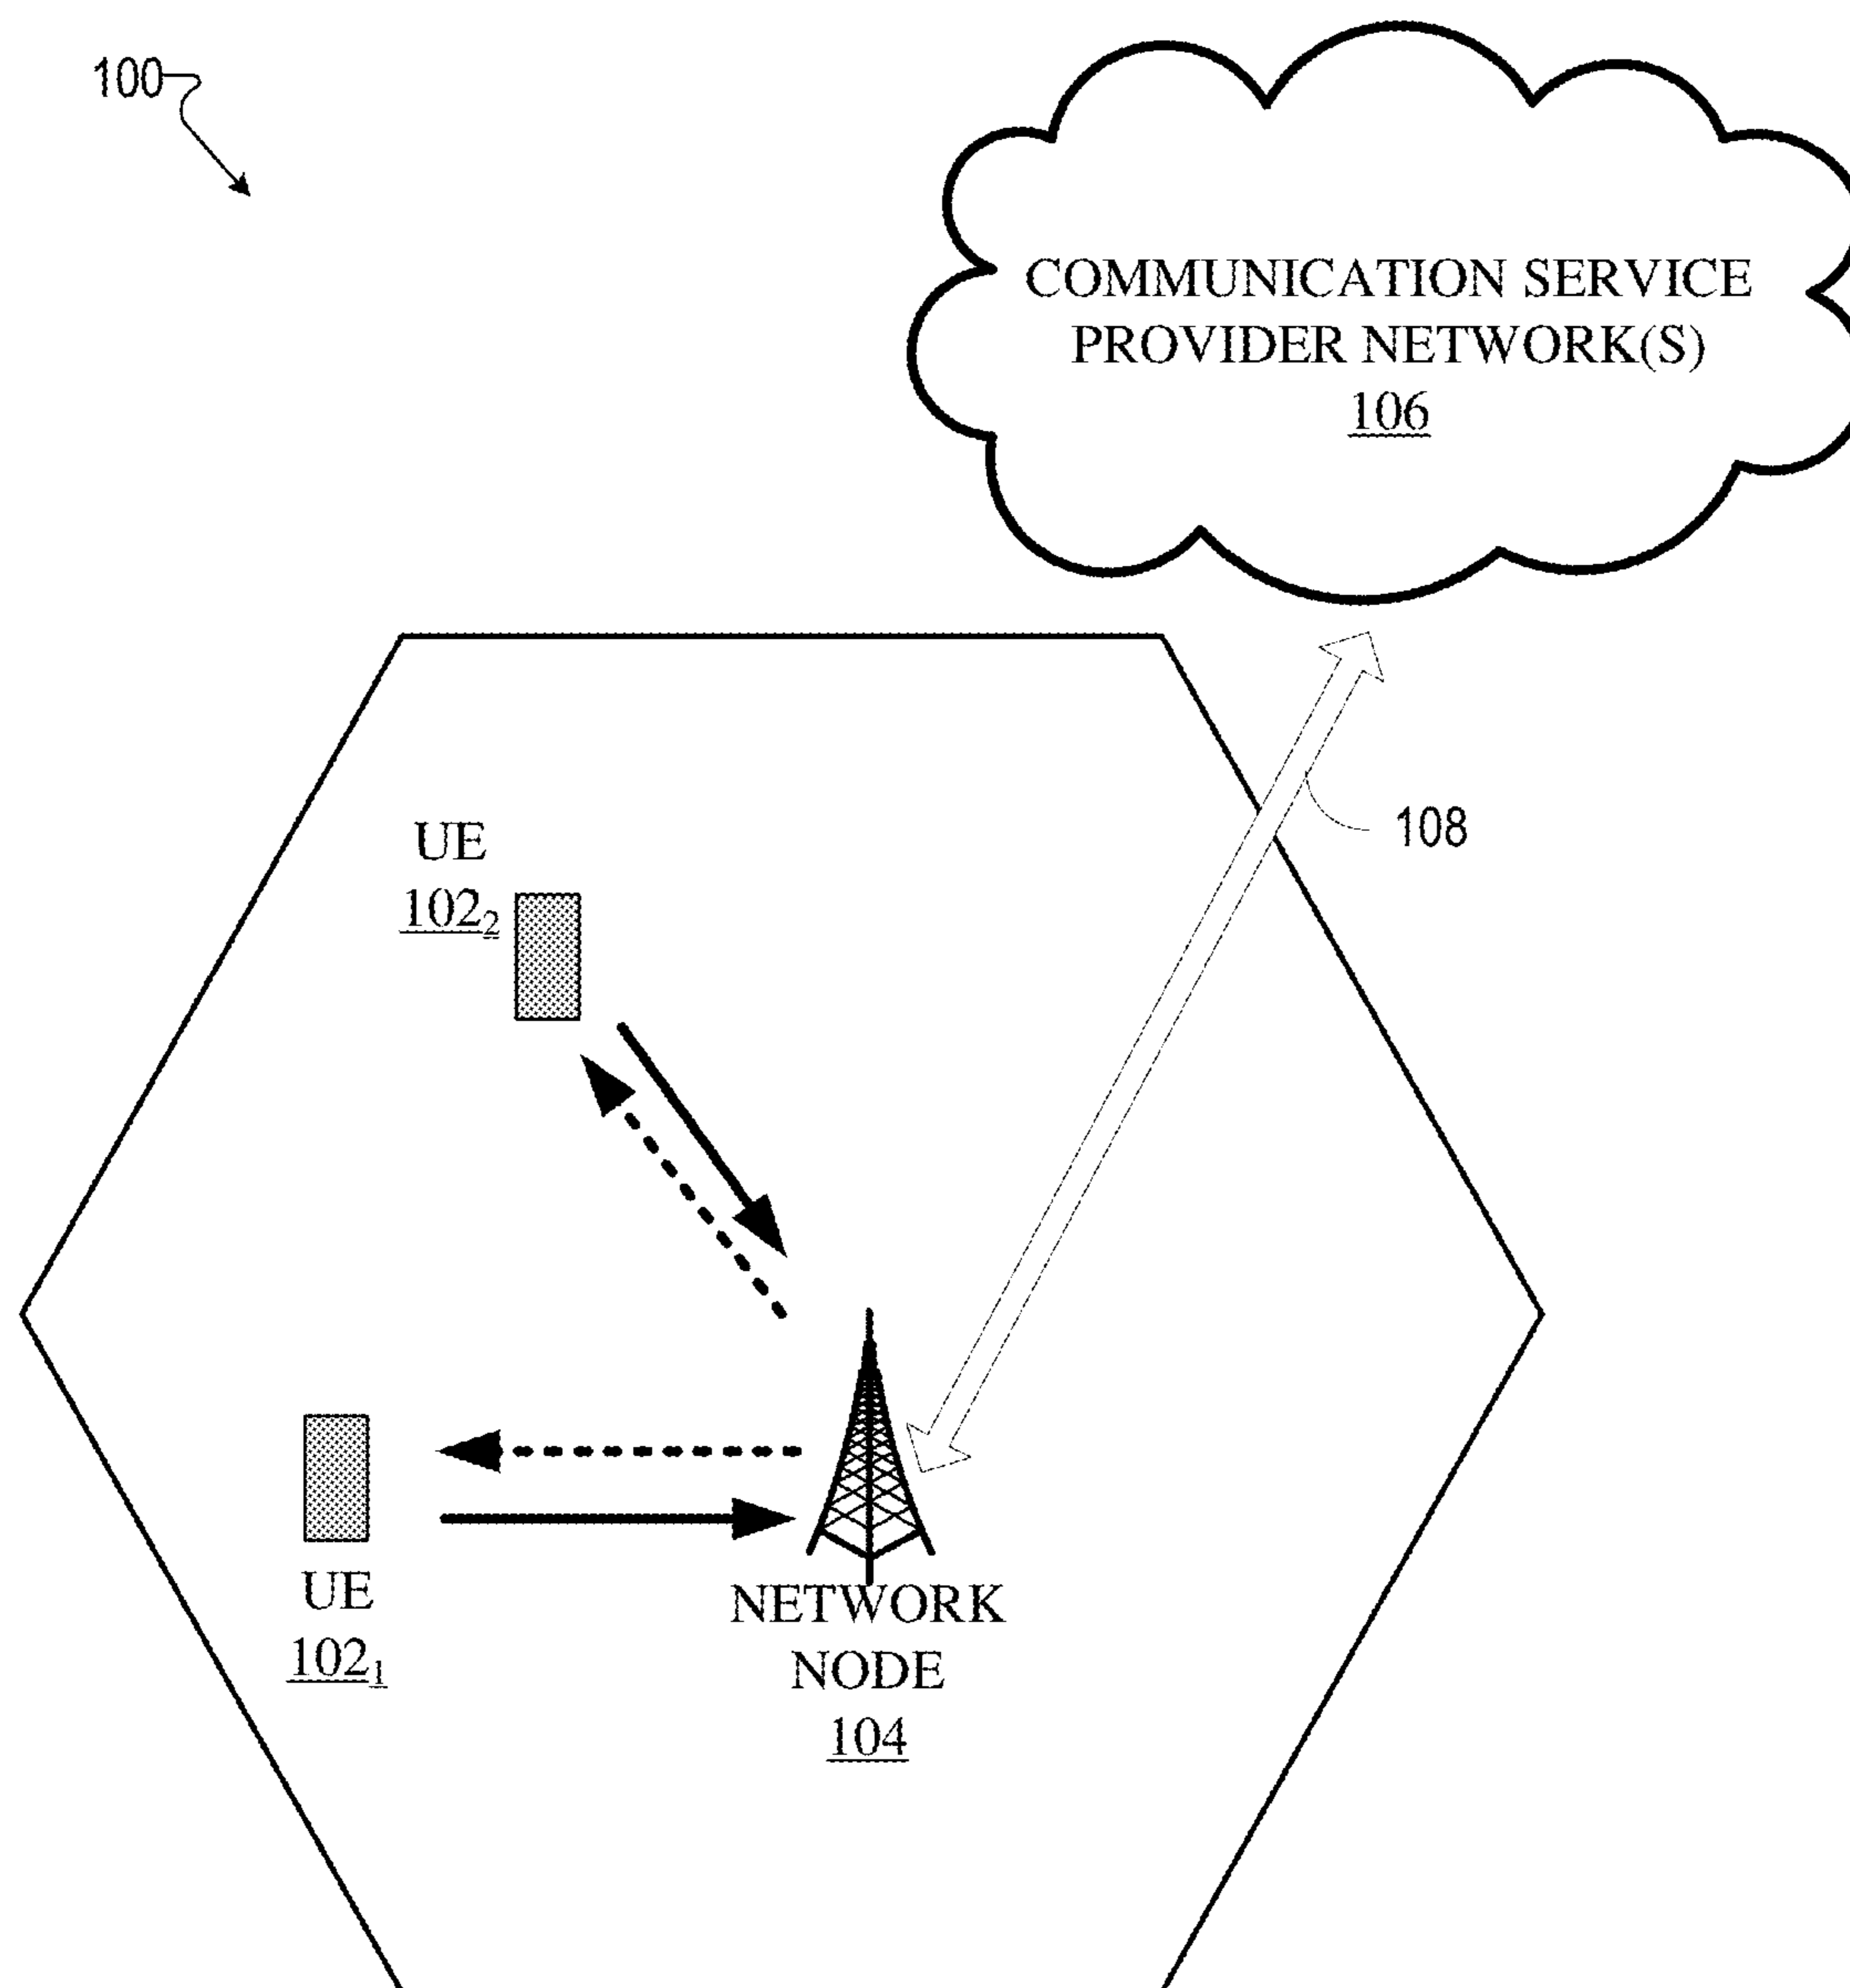 100
COMMUNICATION SERVICE
PROVIDER NETWORK(S)
106
108
UE
102₂
UE
102₁
NETWORK
NODE
104